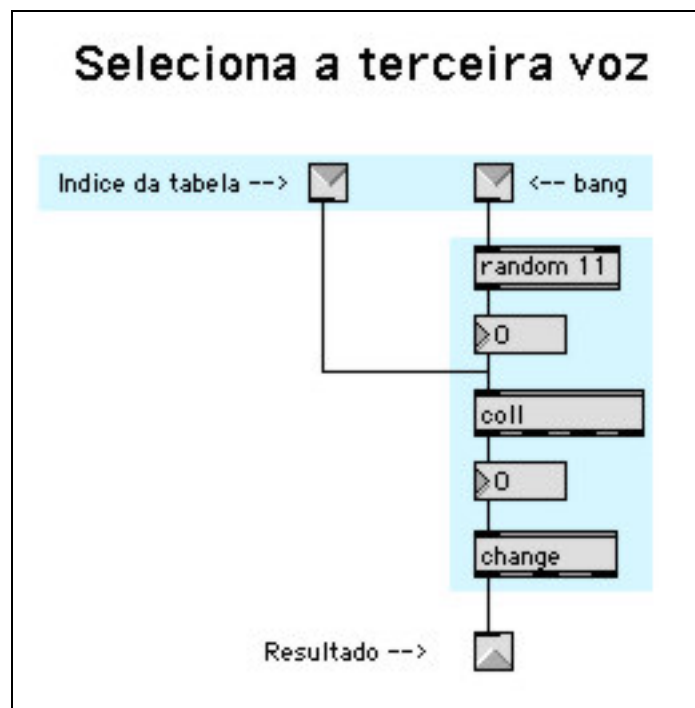 Seleciona a terceira voz
Indice da tabela -->
<-- bang
random 11
0
coll
0
change
Resultado -->